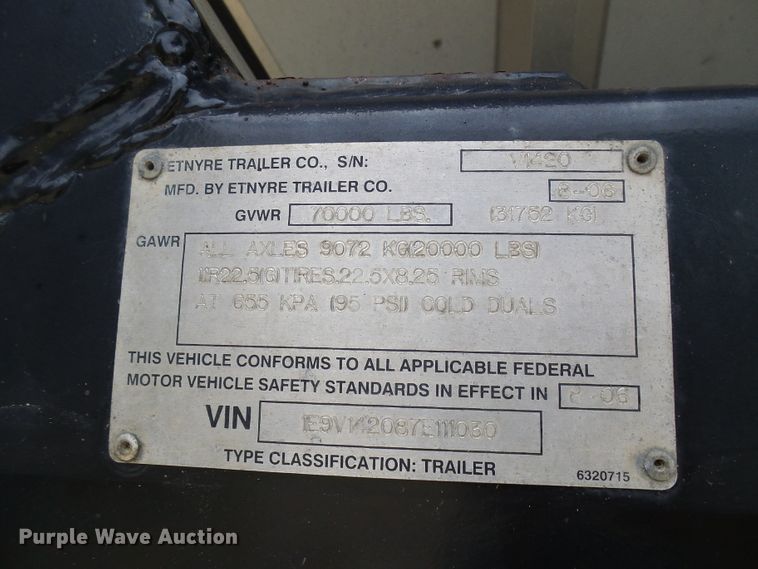 ETNYRE TRAILER CO., S/N: V1420
MFD. BY ETNYRE TRAILER CO. 8-06
GVWR 70000 LBS. (31752 KG)
GAWR ALL AXLES 9072 KG(20000 LBS)
11R22.5(G)TIRES,22.5X8.25 RIMS
AT 655 KPA (95 PSI) COLD DUALS
THIS VEHICLE CONFORMS TO ALL APPLICABLE FEDERAL
MOTOR VEHICLE SAFETY STANDARDS IN EFFECT IN 8-06
VIN 1E9V142087E111030
TYPE CLASSIFICATION: TRAILER
6320715
Purple Wave Auction